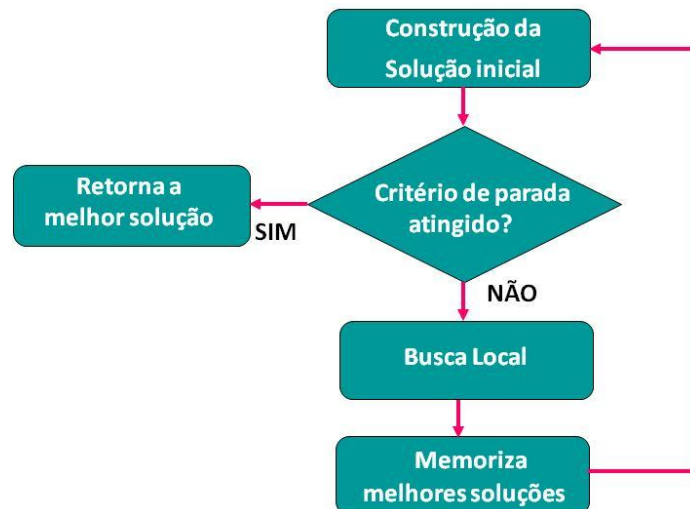 Construção da
Solução inicial
Critério de parada
atingido?
Retorna a
melhor solução
SIM
NÃO
Busca Local
Memoriza
melhores soluções